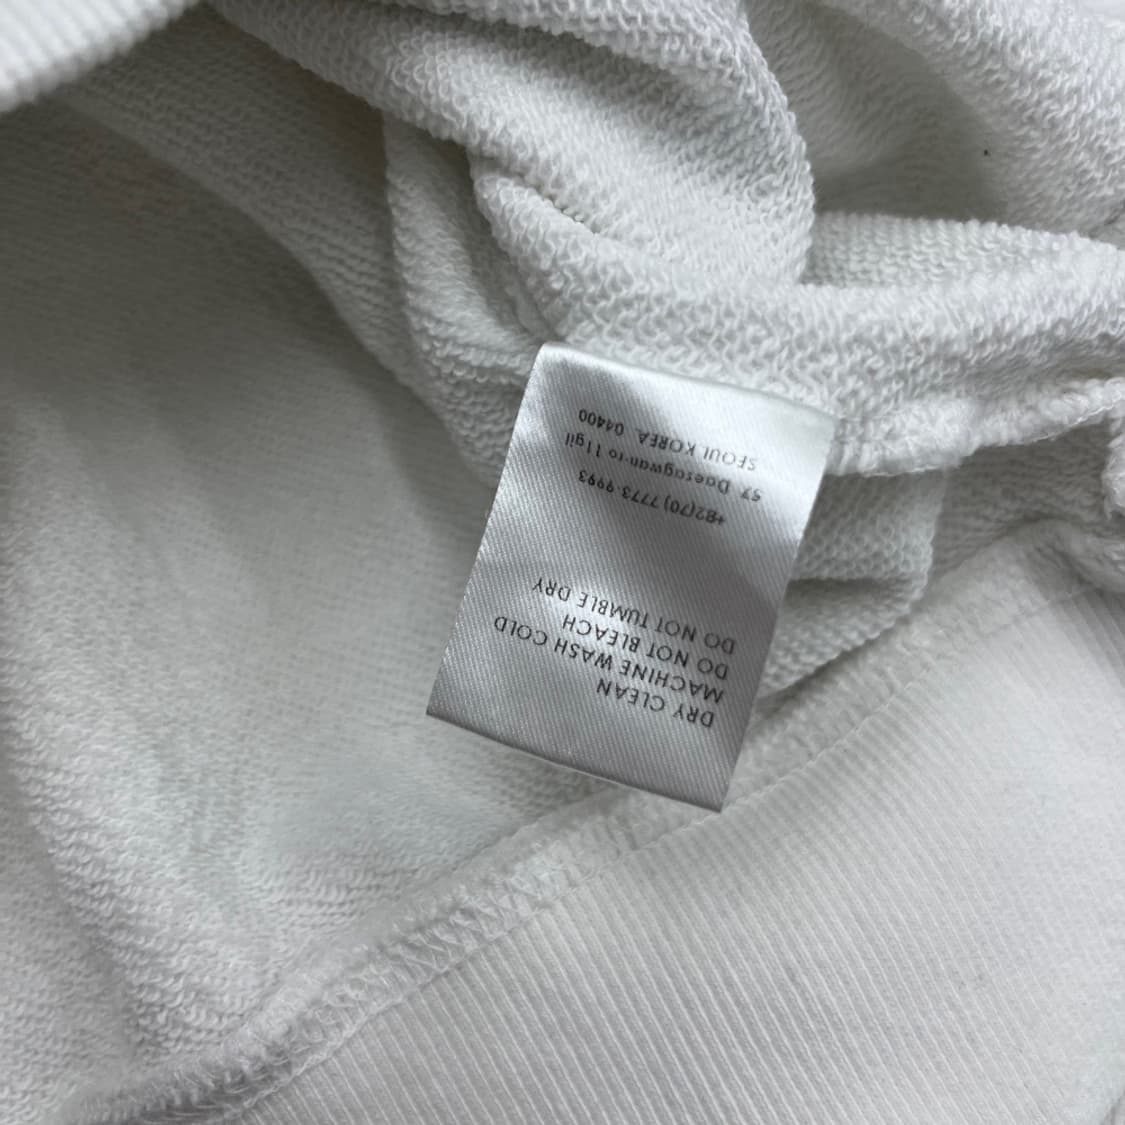 DRY CLEAN
MACHINE WASH COLD
DO NOT BLEACH
DO NOT TUMBLE DRY
+82(70) 7773-9993
57, Daesagwan-ro 11gil
SEOUL KOREA, 04400